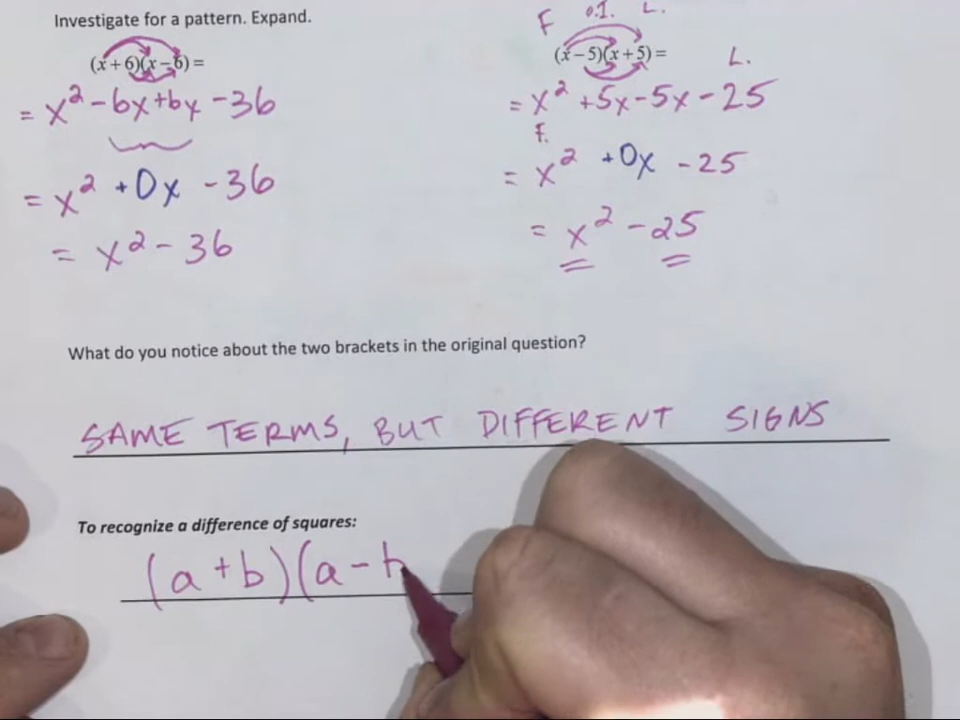 Investigate for a pattern. Expand.
(x+6)(x-6)=
= x² -6x+6x -36
= x² +0x -36
= x² - 36
F O.I. L.
(x-5)(x+5)=
L.
= x² +5x-5x-25
F.
= x² +0x -25
= x² -25
What do you notice about the two brackets in the original question?
SAME TERMS, BUT DIFFERENT SIGNS
To recognize a difference of squares:
(a+b)(a-b